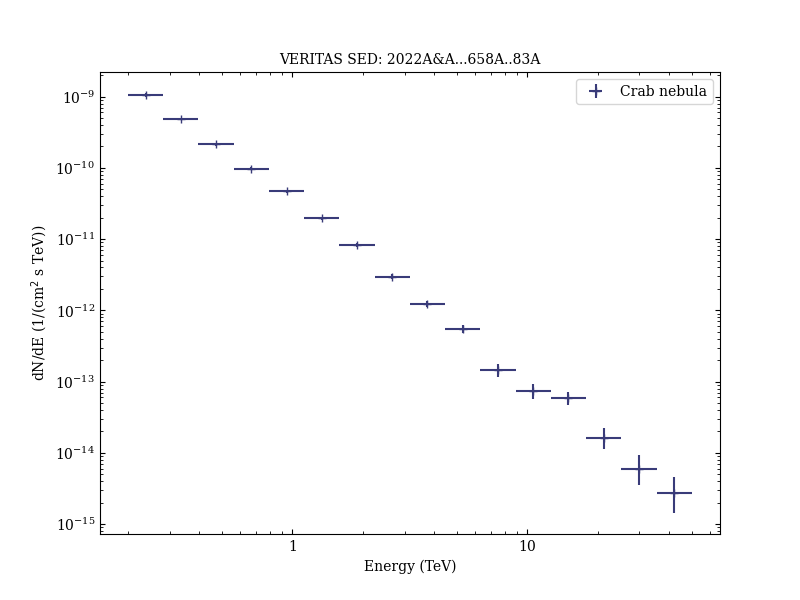 VERITAS SED: 2022A&A...658A..83A
Crab nebula
dN/dE (1/(cm² s TeV))
10⁻⁹
10⁻¹⁰
10⁻¹¹
10⁻¹²
10⁻¹³
10⁻¹⁴
10⁻¹⁵
1 10
Energy (TeV)